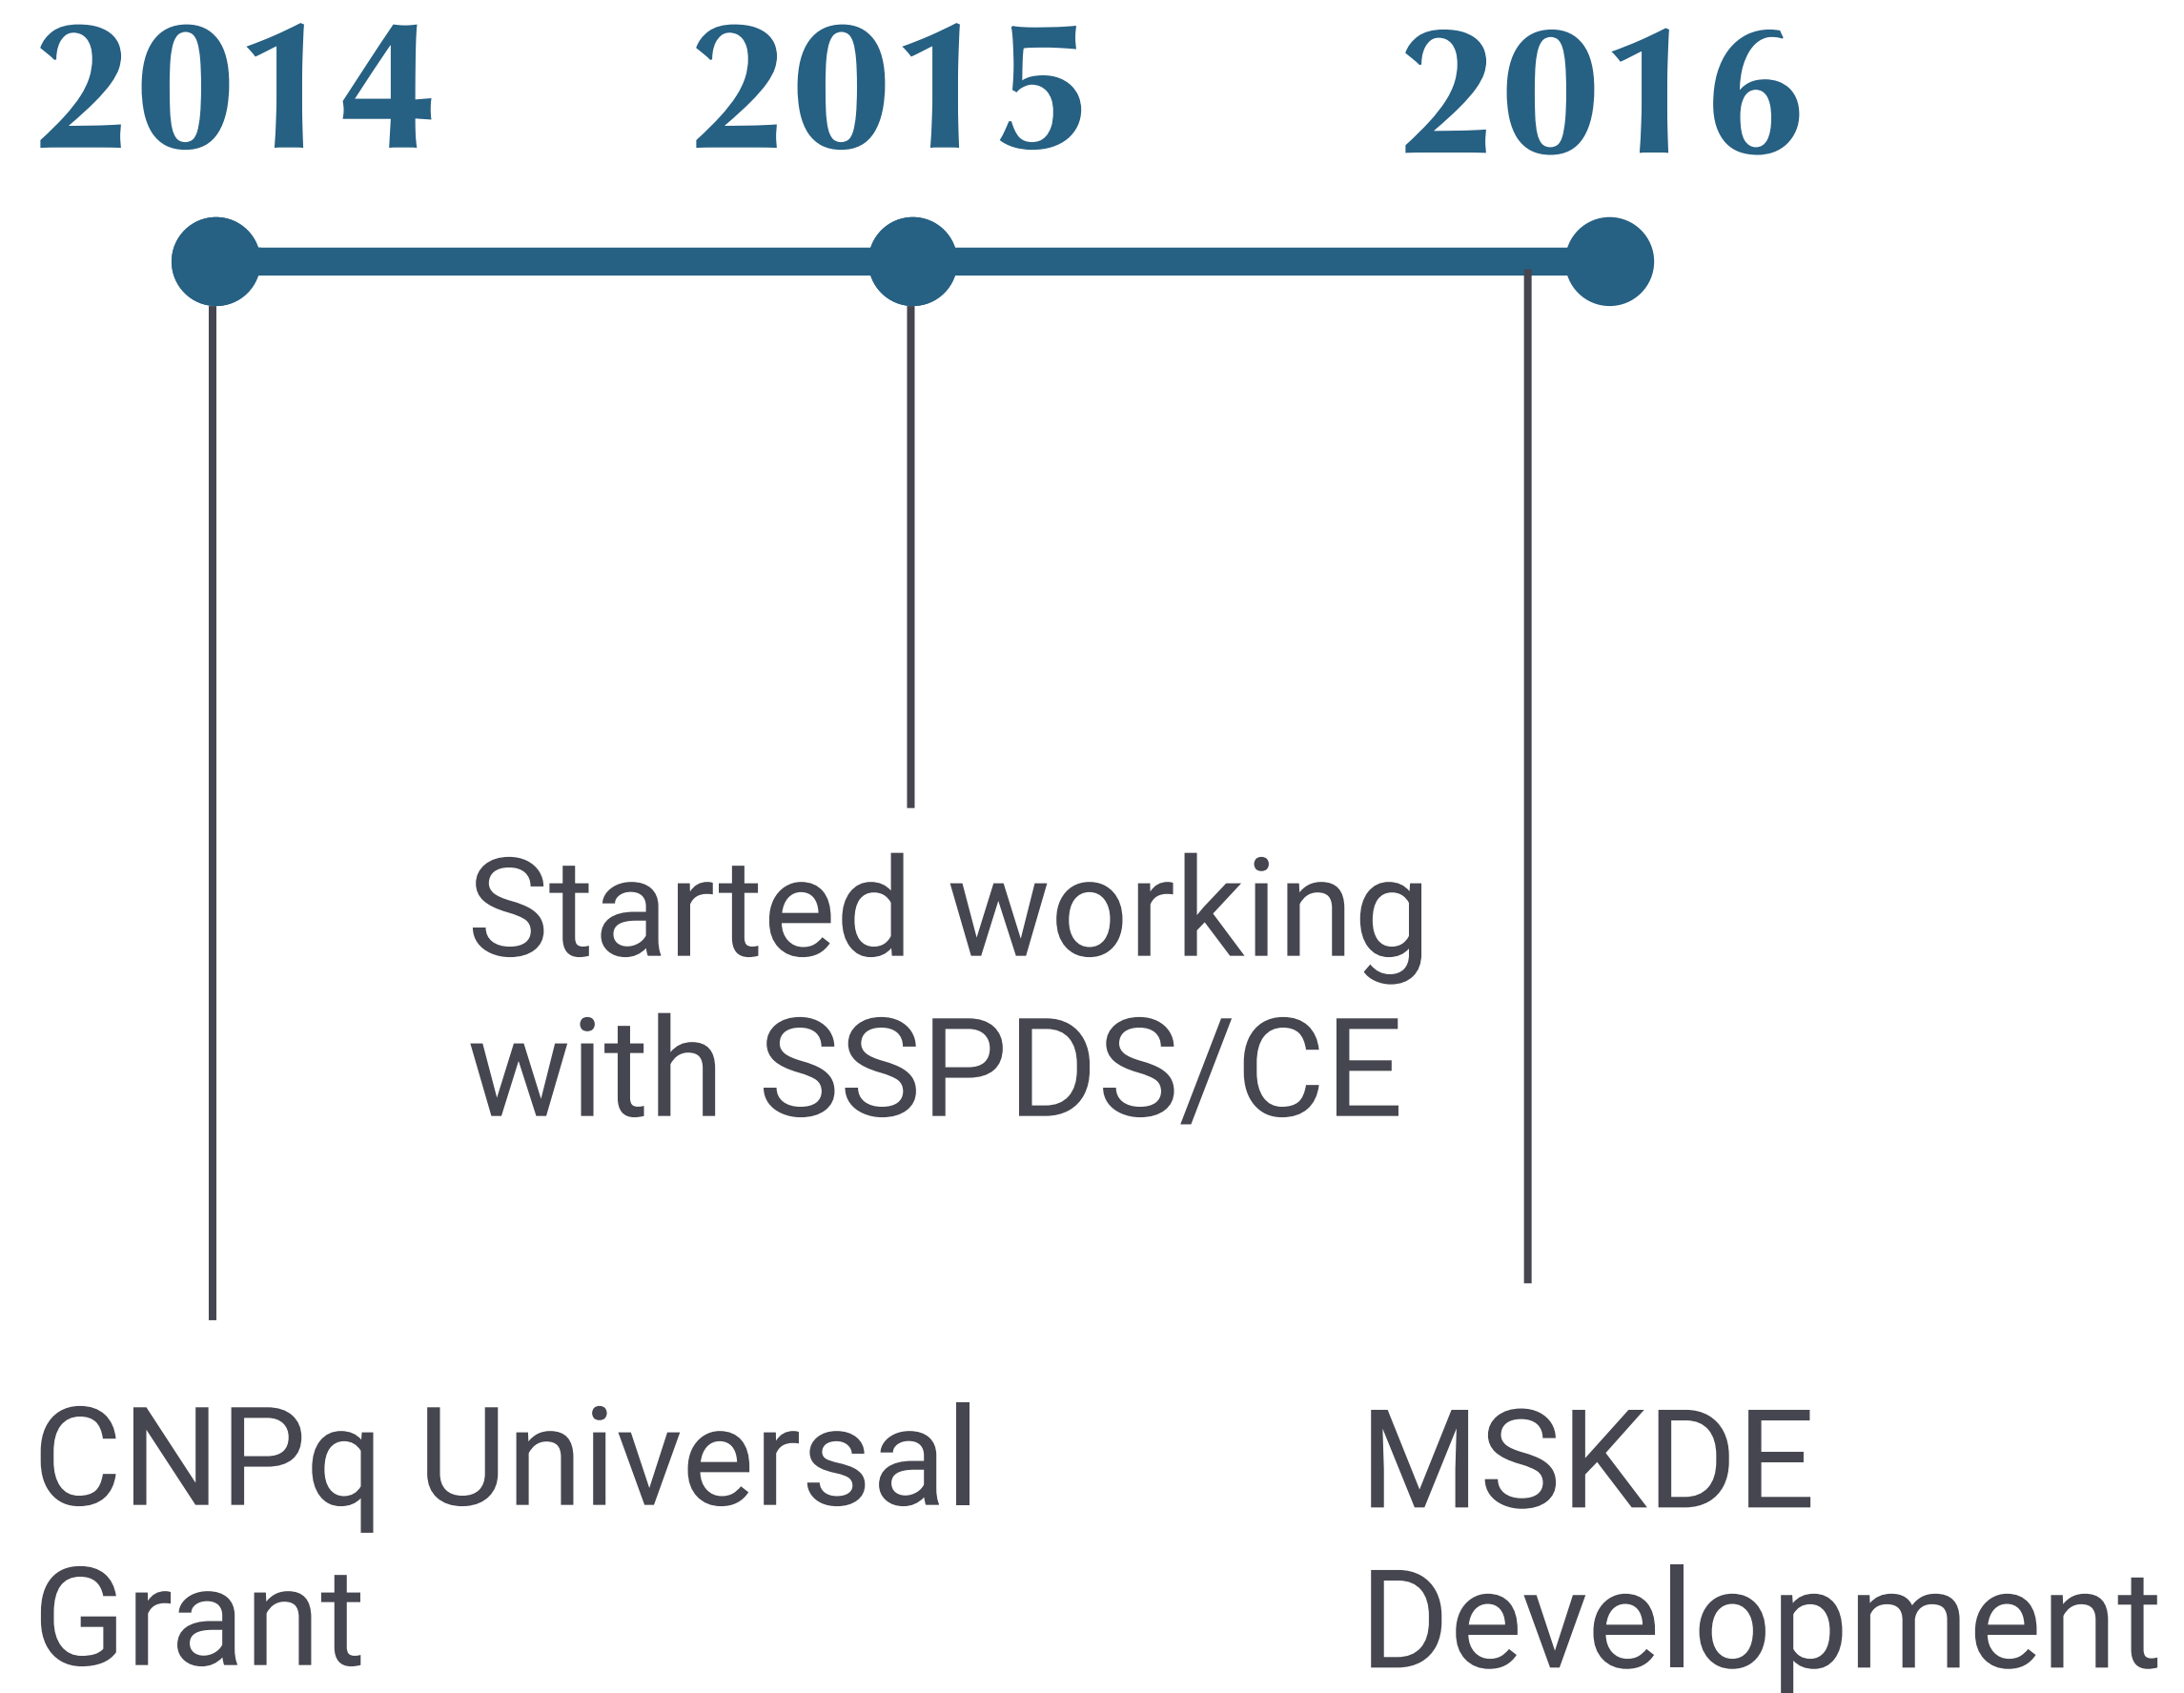 2014 2015 2016
Started working
with SSPDS/CE
CNPq Universal
Grant
MSKDE
Development